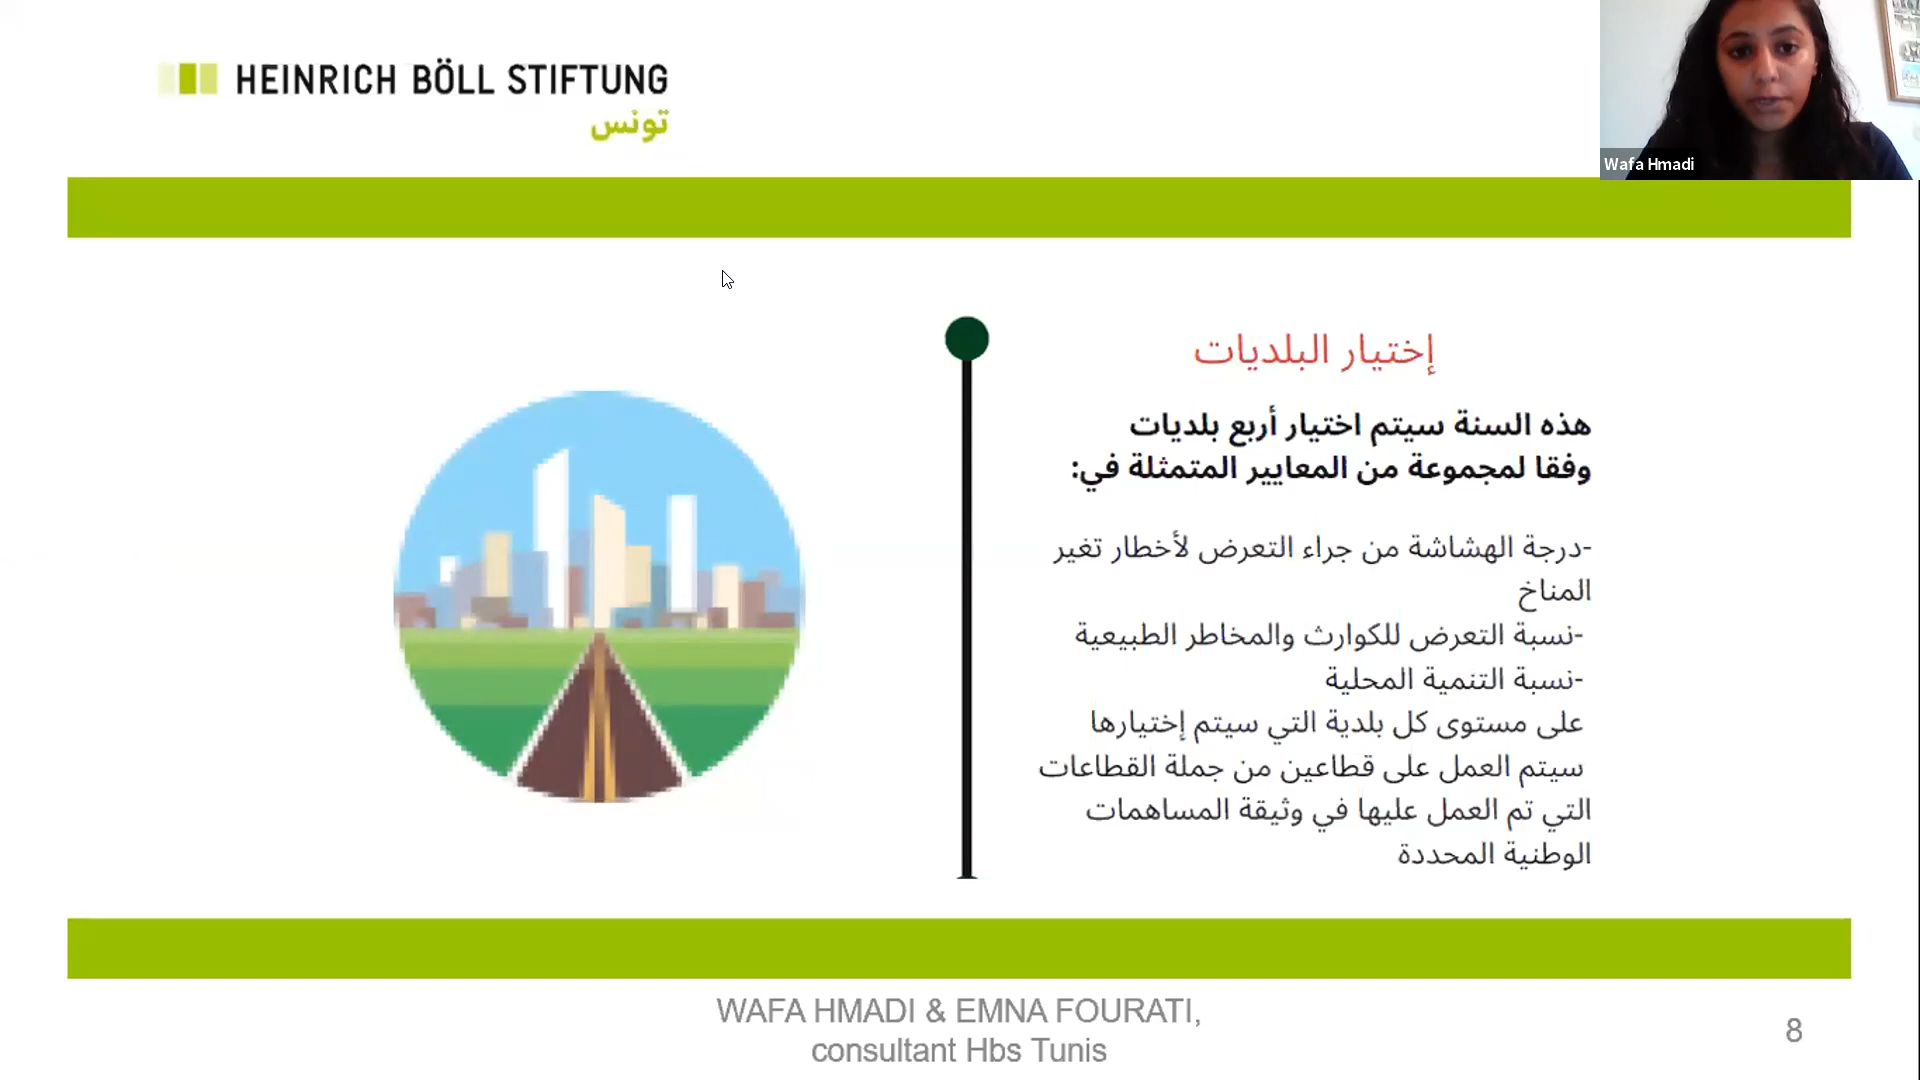 HEINRICH BÖLL STIFTUNG
تونس
Wafa Hmadi
إختيار البلديات
هذه السنة سيتم اختيار أربع بلديات
وفقا لمجموعة من المعايير المتمثلة في:
-درجة الهشاشة من جراء التعرض لأخطار تغير
المناخ
-نسبة التعرض للكوارث والمخاطر الطبيعية
-نسبة التنمية المحلية
على مستوى كل بلدية التي سيتم إختيارها
سيتم العمل على قطاعين من جملة القطاعات
التي تم العمل عليها في وثيقة المساهمات
الوطنية المحددة
WAFA HMADI & EMNA FOURATI,
consultant Hbs Tunis
8